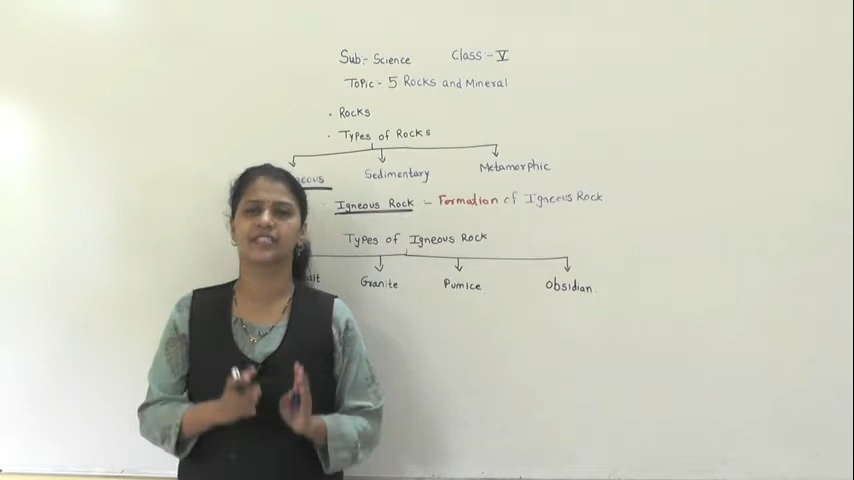 Sub:- Science Class:- V
Topic- 5 Rocks and Mineral
• Rocks
• Types of Rocks
Sedimentary Metamorphic
Igneous Rock - Formation of Igneous Rock
Types of Igneous Rock
Granite Pumice Obsidian.